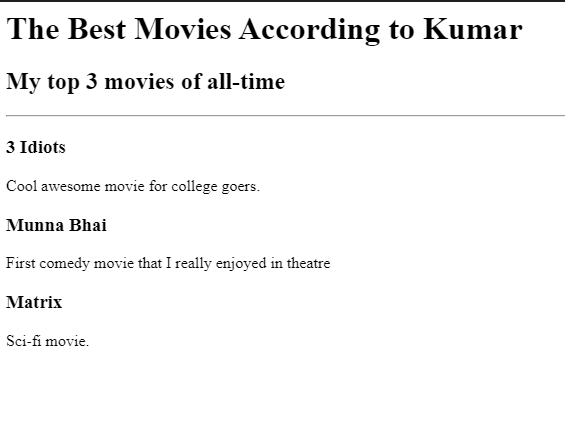 The Best Movies According to Kumar
My top 3 movies of all-time
3 Idiots
Cool awesome movie for college goers.
Munna Bhai
First comedy movie that I really enjoyed in theatre
Matrix
Sci-fi movie.